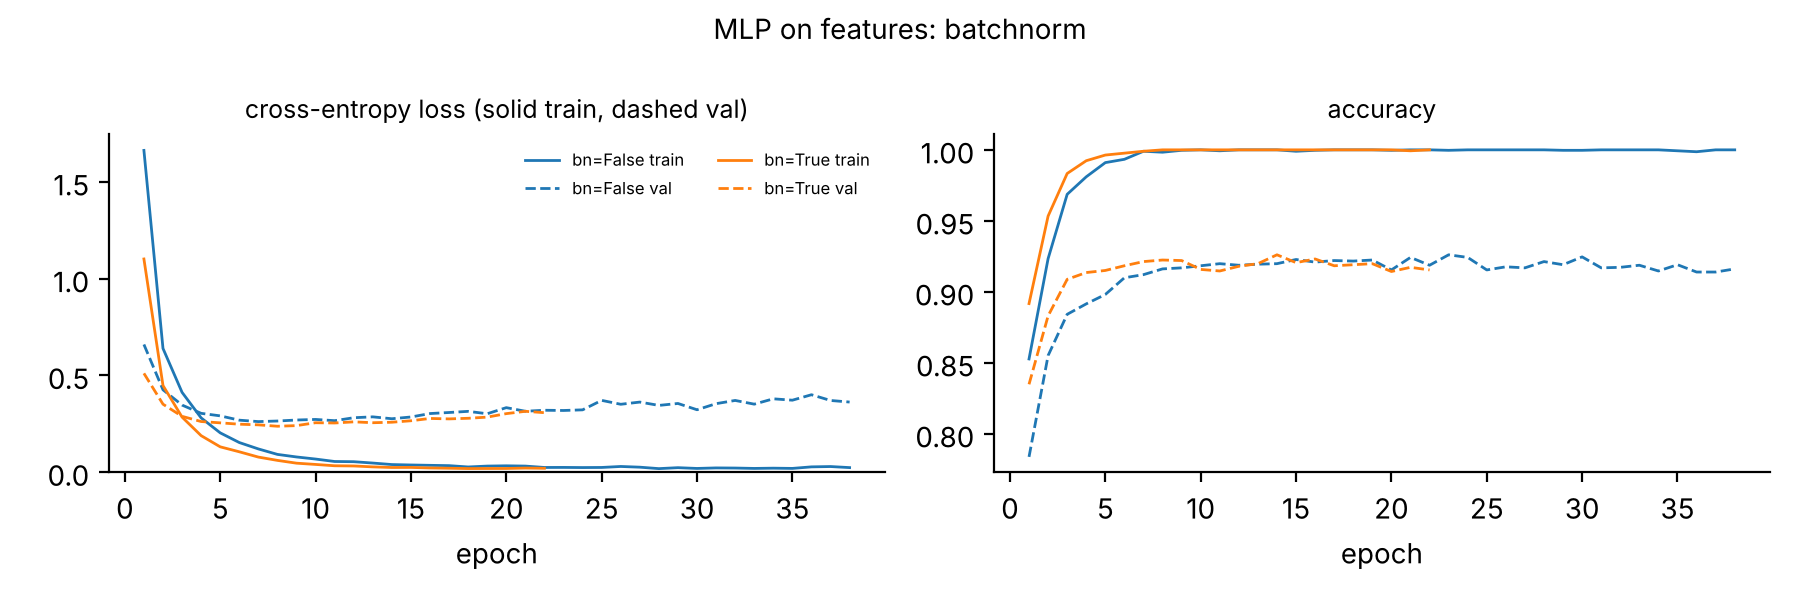 MLP on features: batchnorm
cross-entropy loss (solid train, dashed val)
bn=False train
bn=True train
bn=False val
bn=True val
1.5
1.0
0.5
0.0
0 5 10 15 20 25 30 35
epoch
accuracy
1.00
0.95
0.90
0.85
0.80
0 5 10 15 20 25 30 35
epoch